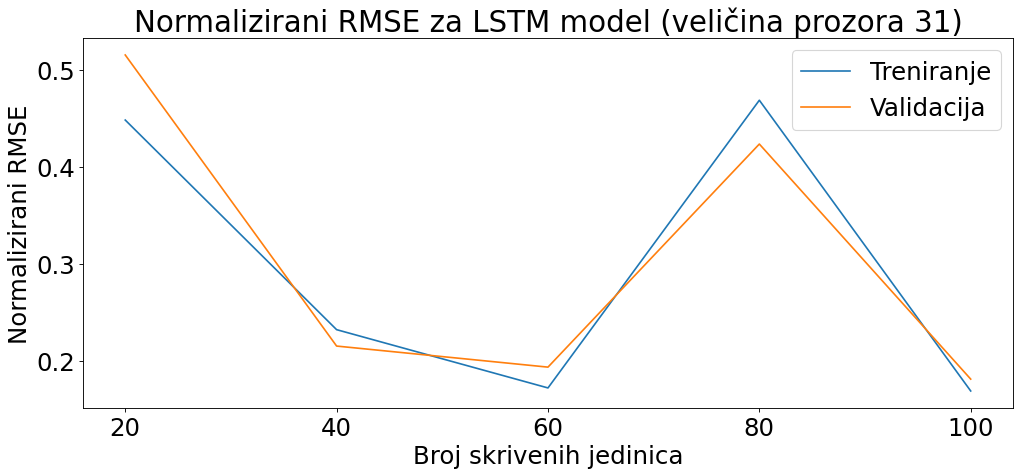 Normalizirani RMSE za LSTM model (veličina prozora 31)
Treniranje
Validacija
Normalizirani RMSE
0.5
0.4
0.3
0.2
20 40 60 80 100
Broj skrivenih jedinica